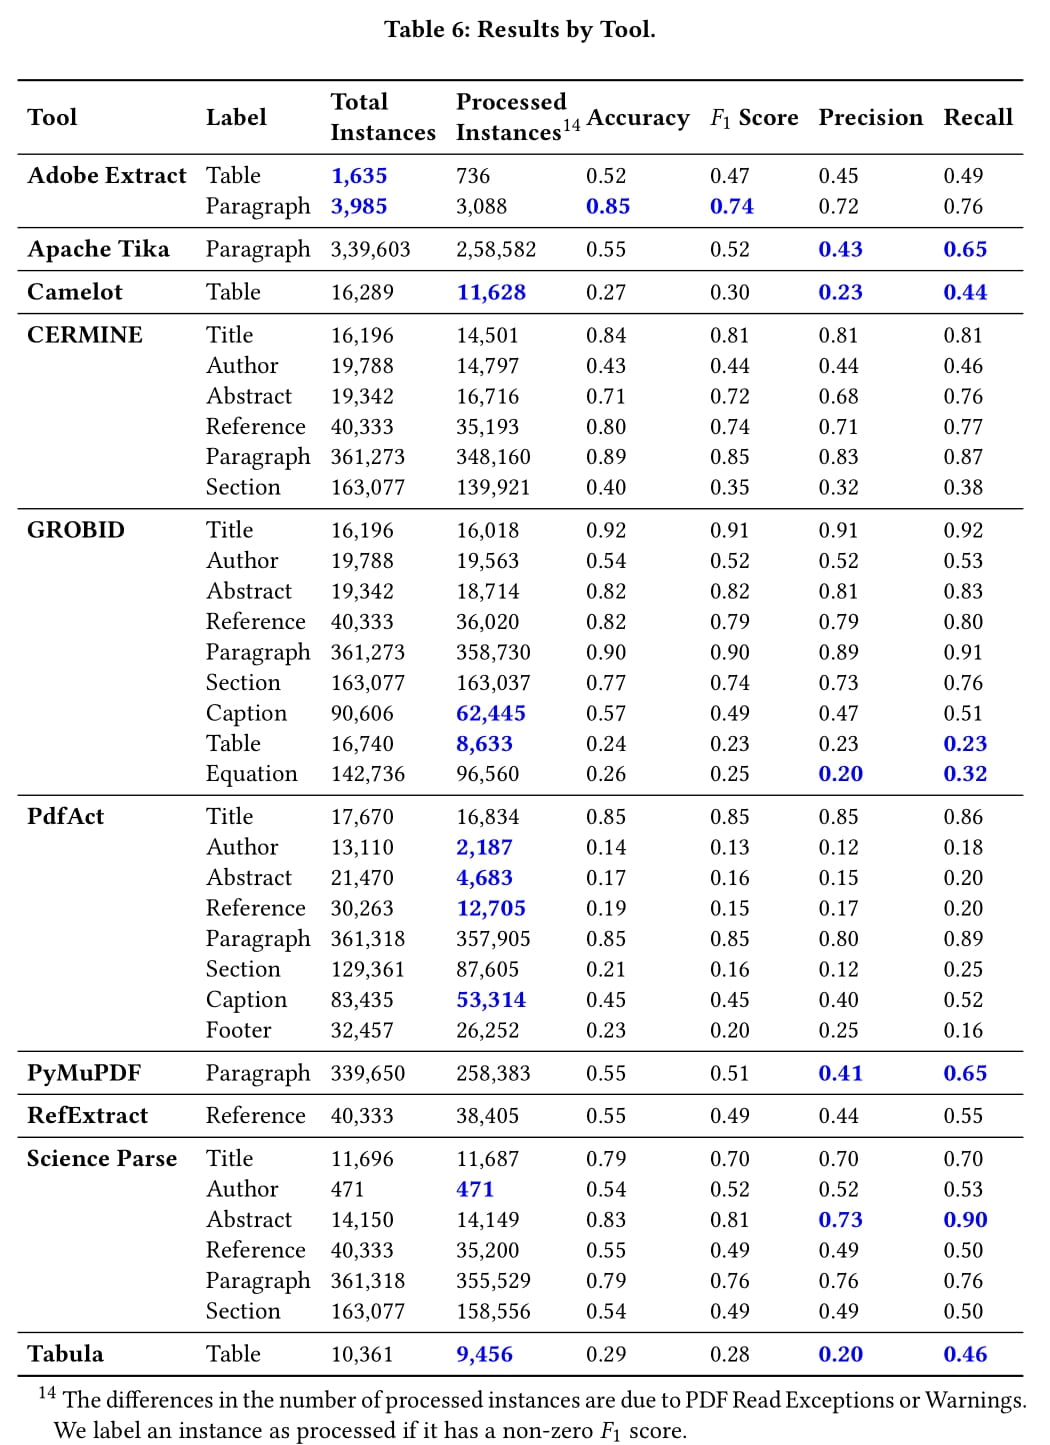 Table 6: Results by Tool.
Tool Label Total Instances Processed Instances14 Accuracy F1 Score Precision Recall
Adobe Extract Table 1,635 736 0.52 0.47 0.45 0.49
Paragraph 3,985 3,088 0.85 0.74 0.72 0.76
Apache Tika Paragraph 3,39,603 2,58,582 0.55 0.52 0.43 0.65
Camelot Table 16,289 11,628 0.27 0.30 0.23 0.44
CERMINE Title 16,196 14,501 0.84 0.81 0.81 0.81
Author 19,788 14,797 0.43 0.44 0.44 0.46
Abstract 19,342 16,716 0.71 0.72 0.68 0.76
Reference 40,333 35,193 0.80 0.74 0.71 0.77
Paragraph 361,273 348,160 0.89 0.85 0.83 0.87
Section 163,077 139,921 0.40 0.35 0.32 0.38
GROBID Title 16,196 16,018 0.92 0.91 0.91 0.92
Author 19,788 19,563 0.54 0.52 0.52 0.53
Abstract 19,342 18,714 0.82 0.82 0.81 0.83
Reference 40,333 36,020 0.82 0.79 0.79 0.80
Paragraph 361,273 358,730 0.90 0.90 0.89 0.91
Section 163,077 163,037 0.77 0.74 0.73 0.76
Caption 90,606 62,445 0.57 0.49 0.47 0.51
Table 16,740 8,633 0.24 0.23 0.23 0.23
Equation 142,736 96,560 0.26 0.25 0.20 0.32
PdfAct Title 17,670 16,834 0.85 0.85 0.85 0.86
Author 13,110 2,187 0.14 0.13 0.12 0.18
Abstract 21,470 4,683 0.17 0.16 0.15 0.20
Reference 30,263 12,705 0.19 0.15 0.17 0.20
Paragraph 361,318 357,905 0.85 0.85 0.80 0.89
Section 129,361 87,605 0.21 0.16 0.12 0.25
Caption 83,435 53,314 0.45 0.45 0.40 0.52
Footer 32,457 26,252 0.23 0.20 0.25 0.16
PyMuPDF Paragraph 339,650 258,383 0.55 0.51 0.41 0.65
RefExtract Reference 40,333 38,405 0.55 0.49 0.44 0.55
Science Parse Title 11,696 11,687 0.79 0.70 0.70 0.70
Author 471 471 0.54 0.52 0.52 0.53
Abstract 14,150 14,149 0.83 0.81 0.73 0.90
Reference 40,333 35,200 0.55 0.49 0.49 0.50
Paragraph 361,318 355,529 0.79 0.76 0.76 0.76
Section 163,077 158,556 0.54 0.49 0.49 0.50
Tabula Table 10,361 9,456 0.29 0.28 0.20 0.46
14 The differences in the number of processed instances are due to PDF Read Exceptions or Warnings.
We label an instance as processed if it has a non-zero F1 score.